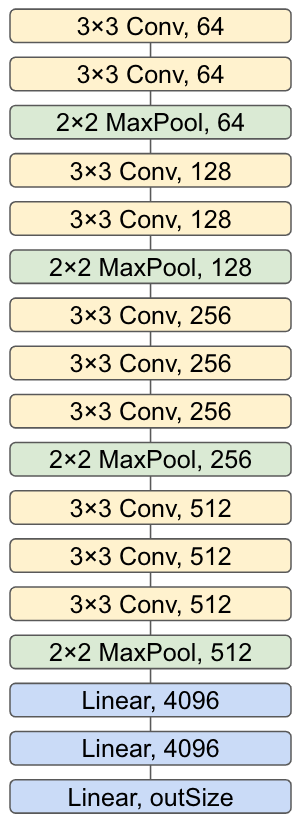 3×3 Conv, 64
3×3 Conv, 64
2×2 MaxPool, 64
3×3 Conv, 128
3×3 Conv, 128
2×2 MaxPool, 128
3×3 Conv, 256
3×3 Conv, 256
3×3 Conv, 256
2×2 MaxPool, 256
3×3 Conv, 512
3×3 Conv, 512
3×3 Conv, 512
2×2 MaxPool, 512
Linear, 4096
Linear, 4096
Linear, outSize